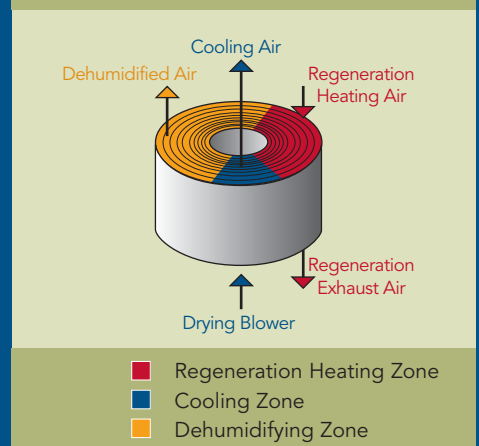 Cooling Air
Dehumidified Air
Regeneration
Heating Air
Regeneration
Exhaust Air
Drying Blower
Regeneration Heating Zone
Cooling Zone
Dehumidifying Zone